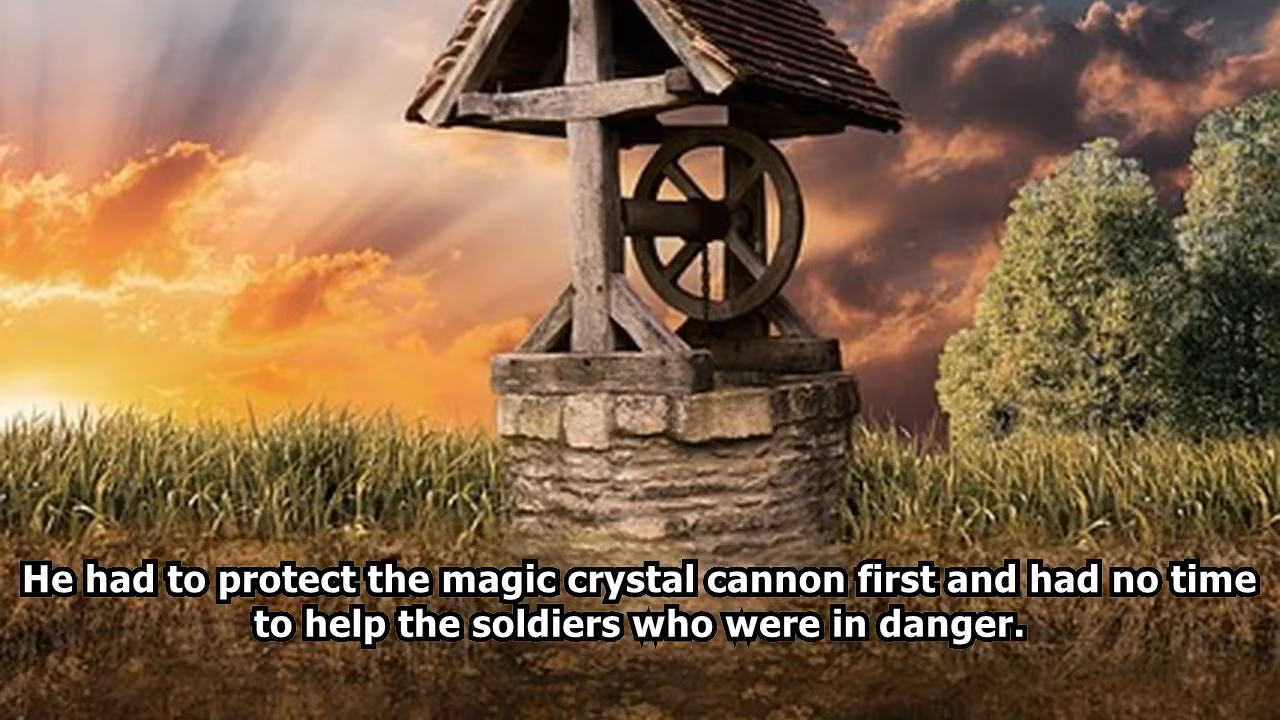 He had to protect the magic crystal cannon first and had no time
to help the soldiers who were in danger.